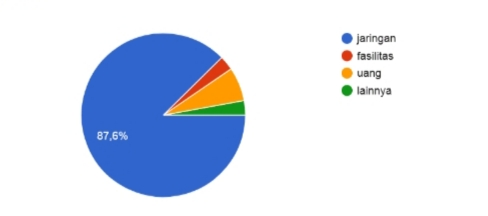 jaringan
fasilitas
uang
lainnya
87,6%